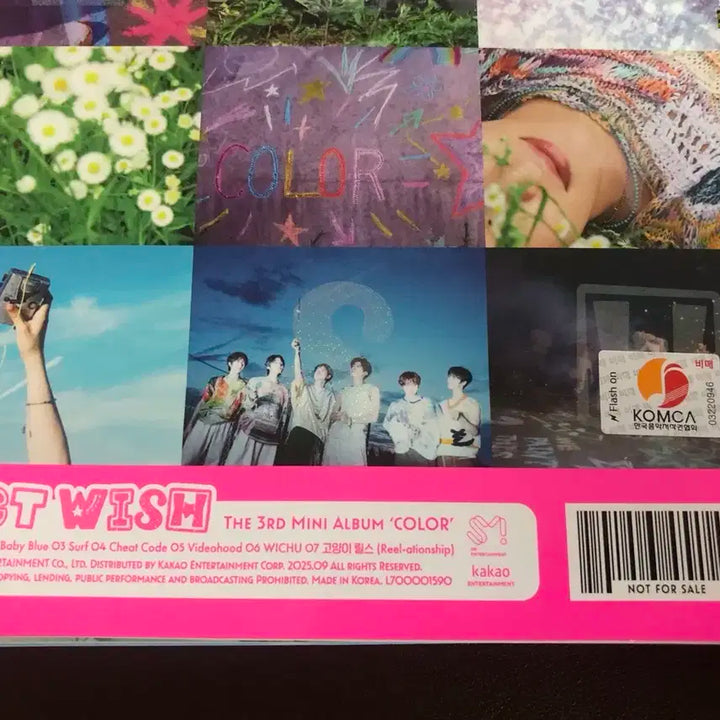 COLOR
Flash on
비매
KOMCA
한국음악저작권협회
03220946
WISH THE 3RD MINI ALBUM 'COLOR'
Baby Blue 03 Surf 04 Cheat Code 05 Videohood 06 WICHU 07 고양이 릴스 (Reel-ationship)
CO., LTD. DISTRIBUTED BY KAKAO ENTERTAINMENT CORP. 2025.09 ALL RIGHTS RESERVED.
LENDING, PUBLIC PERFORMANCE AND BROADCASTING PROHIBITED. MADE IN KOREA. L700001590
SM
SM ENTERTAINMENT
kakao
ENTERTAINMENT
NOT FOR SALE